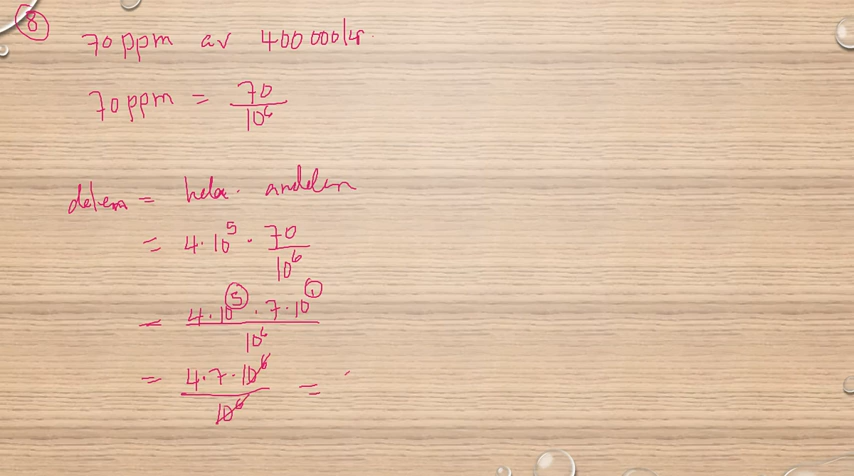 8
70 ppm av 400 000 kr.
70 ppm = 70/10⁶
delen = hela · andelen
= 4·10⁵ · 70/10⁶
= 4·10⁵·7·10¹/10⁶
= 4·7·10⁶/10⁶ =